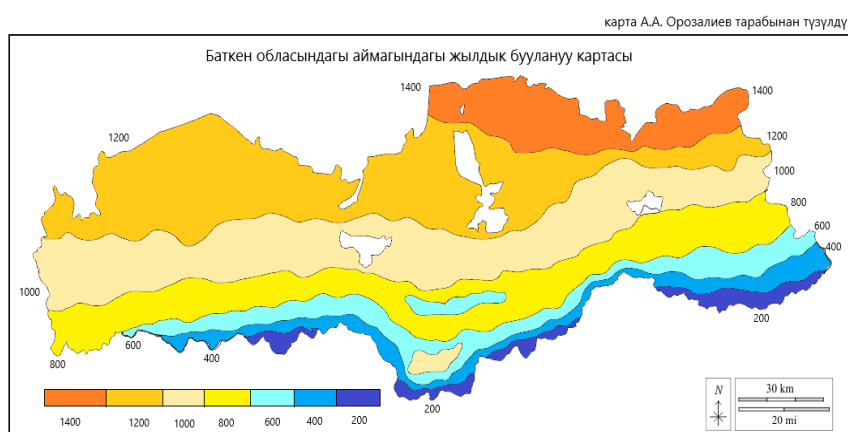 карта А.А. Орозалиев тарабынан түзүлдү
Баткен обласындагы аймагындагы жылдык буулануу картасы
1400
1400
1200
1200
1000
800
600
400
1000
200
600
400
800
200
30 km
N
20 mi
1400 1200 1000 800 600 400 200